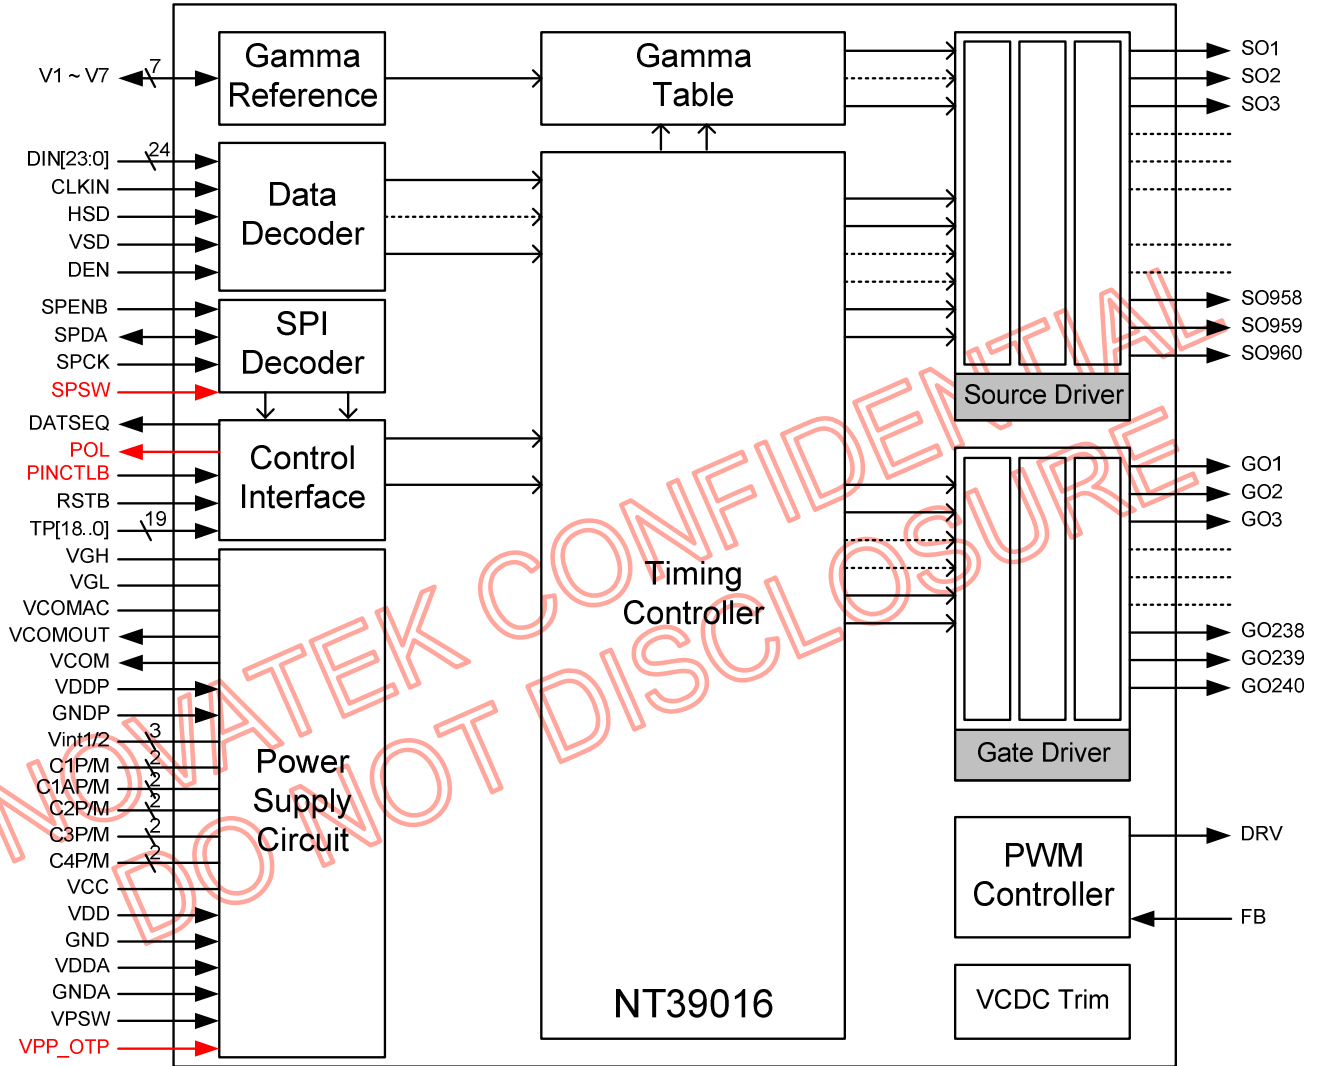 V1 ~ V7
7
DIN[23:0]
24
CLKIN
HSD
VSD
DEN
SPENB
SPDA
SPCK
SPSW
DATSEQ
POL
PINCTLB
RSTB
TP[18..0]
19
VGH
VGL
VCOMAC
VCOMOUT
VCOM
VDDP
GNDP
Vint1/2
3
C1P/M
2
C1AP/M
2
C2P/M
2
C3P/M
2
C4P/M
2
VCC
VDD
GND
VDDA
GNDA
VPSW
VPP_OTP
Gamma
Reference
Data
Decoder
SPI
Decoder
Control
Interface
Power
Supply
Circuit
Gamma
Table
Timing
Controller
NT39016
Source Driver
Gate Driver
PWM
Controller
VCDC Trim
SO1
SO2
SO3
SO958
SO959
SO960
GO1
GO2
GO3
GO238
GO239
GO240
DRV
FB
NOVATEK CONFIDENTIAL
DO NOT DISCLOSURE